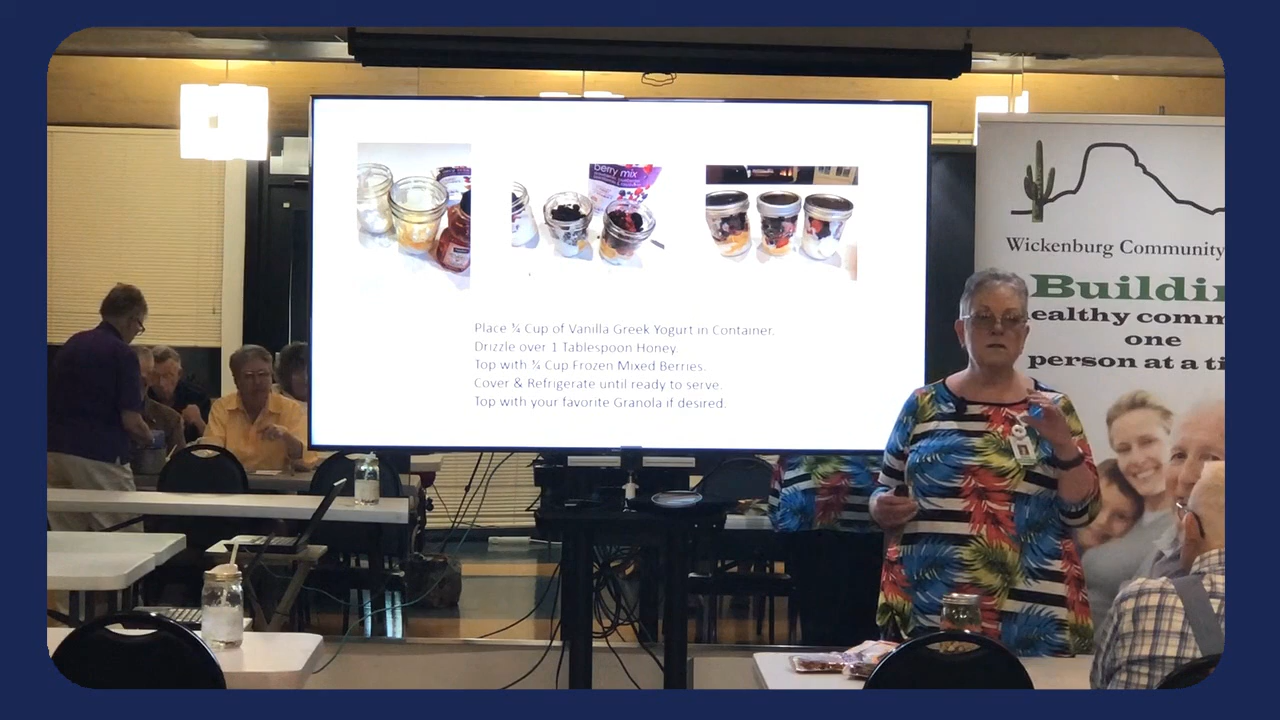 berry mix
Place ¼ Cup of Vanilla Greek Yogurt in Container.
Drizzle over 1 Tablespoon Honey.
Top with ¼ Cup Frozen Mixed Berries.
Cover & Refrigerate until ready to serve.
Top with your favorite Granola if desired.
Wickenburg Community
Buildin
ealthy comm
one
person at a ti